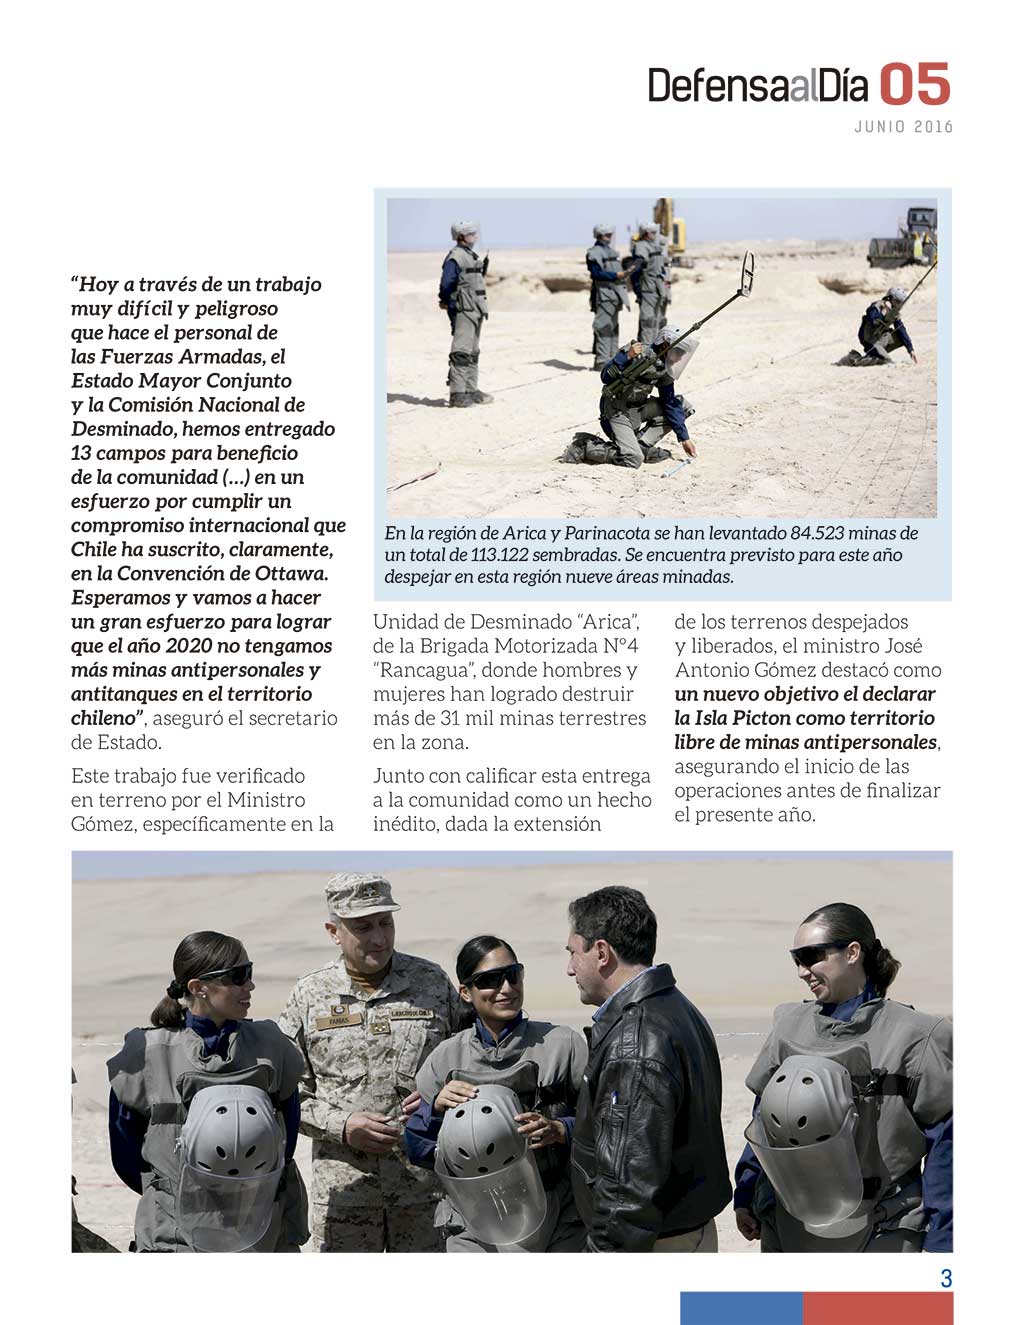 DefensaalDía 05
JUNIO 2016
“Hoy a través de un trabajo
muy difícil y peligroso
que hace el personal de
las Fuerzas Armadas, el
Estado Mayor Conjunto
y la Comisión Nacional de
Desminado, hemos entregado
13 campos para beneficio
de la comunidad (...) en un
esfuerzo por cumplir un
compromiso internacional que
Chile ha suscrito, claramente,
en la Convención de Ottawa.
Esperamos y vamos a hacer
un gran esfuerzo para lograr
que el año 2020 no tengamos
más minas antipersonales y
antitanques en el territorio
chileno”, aseguró el secretario
de Estado.
Este trabajo fue verificado
en terreno por el Ministro
Gómez, específicamente en la
En la región de Arica y Parinacota se han levantado 84.523 minas de
un total de 113.122 sembradas. Se encuentra previsto para este año
despejar en esta región nueve áreas minadas.
Unidad de Desminado “Arica”,
de la Brigada Motorizada N°4
“Rancagua”, donde hombres y
mujeres han logrado destruir
más de 31 mil minas terrestres
en la zona.
Junto con calificar esta entrega
a la comunidad como un hecho
inédito, dada la extensión
de los terrenos despejados
y liberados, el ministro José
Antonio Gómez destacó como
un nuevo objetivo el declarar
la Isla Picton como territorio
libre de minas antipersonales,
asegurando el inicio de las
operaciones antes de finalizar
el presente año.
FARIAS
EJERCITO DE CHILE
3